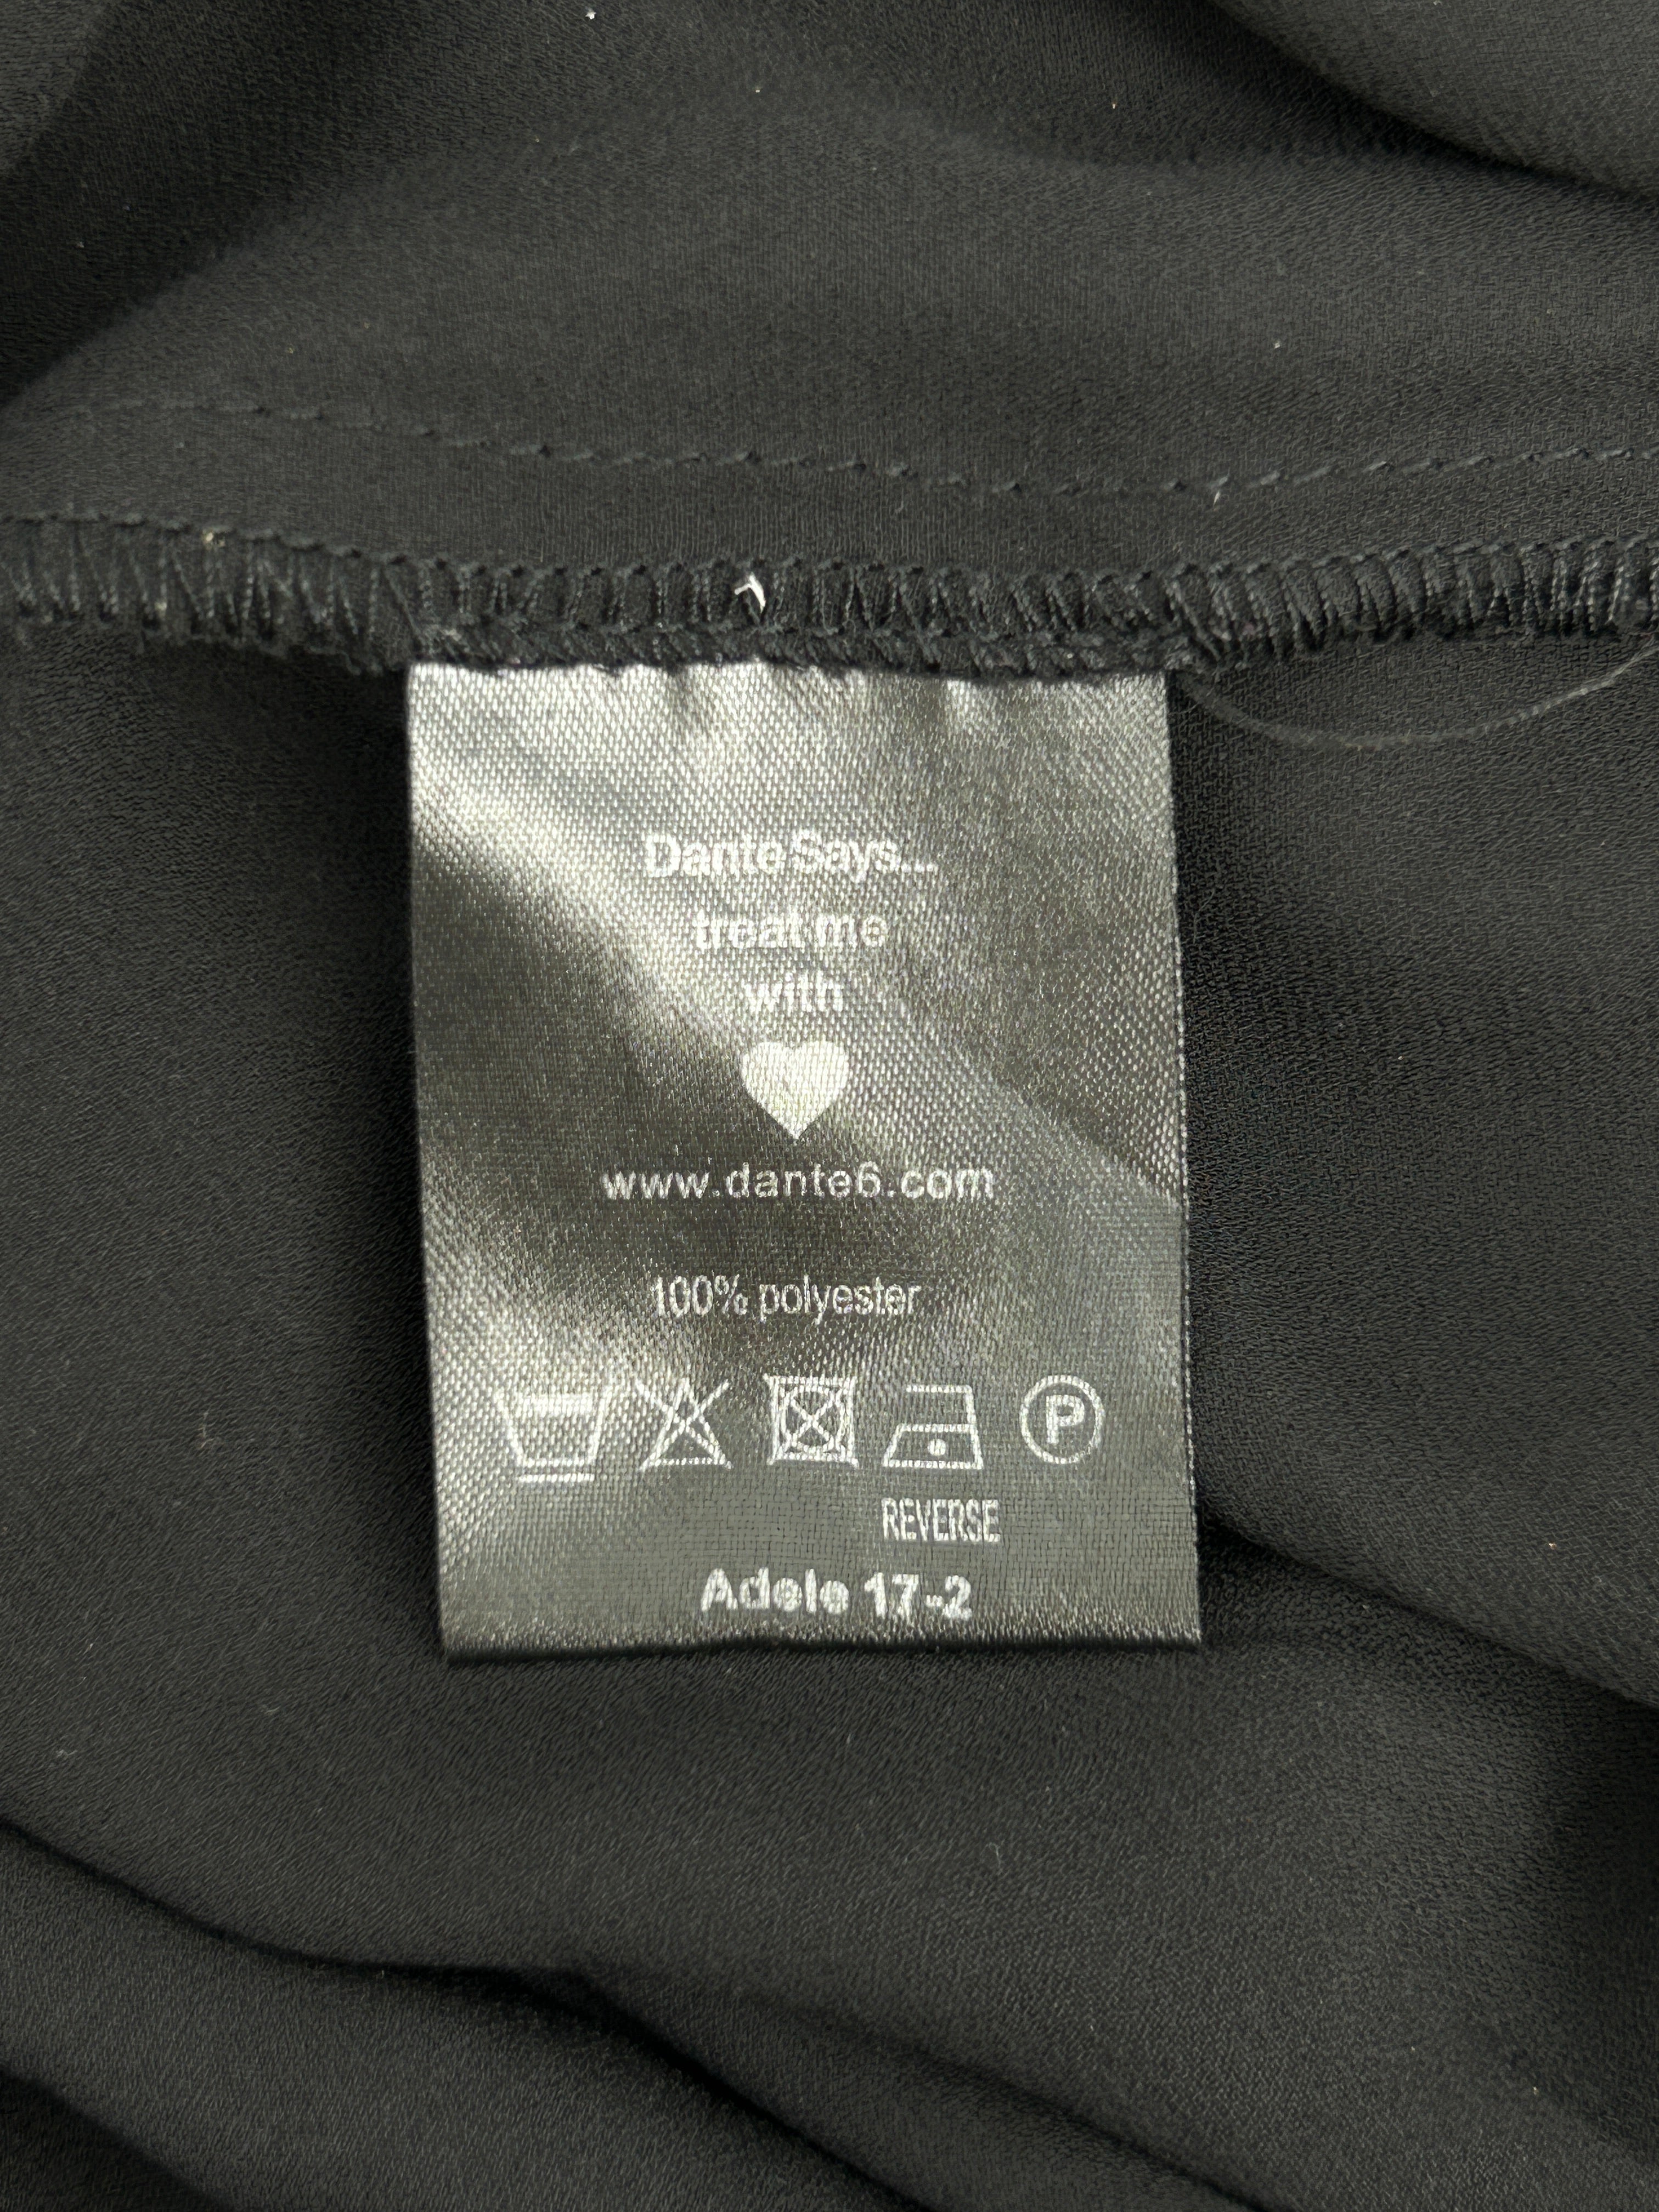 Dante Says...
treat me
with
www.dante6.com
100% polyester
P
REVERSE
Adele 17-2